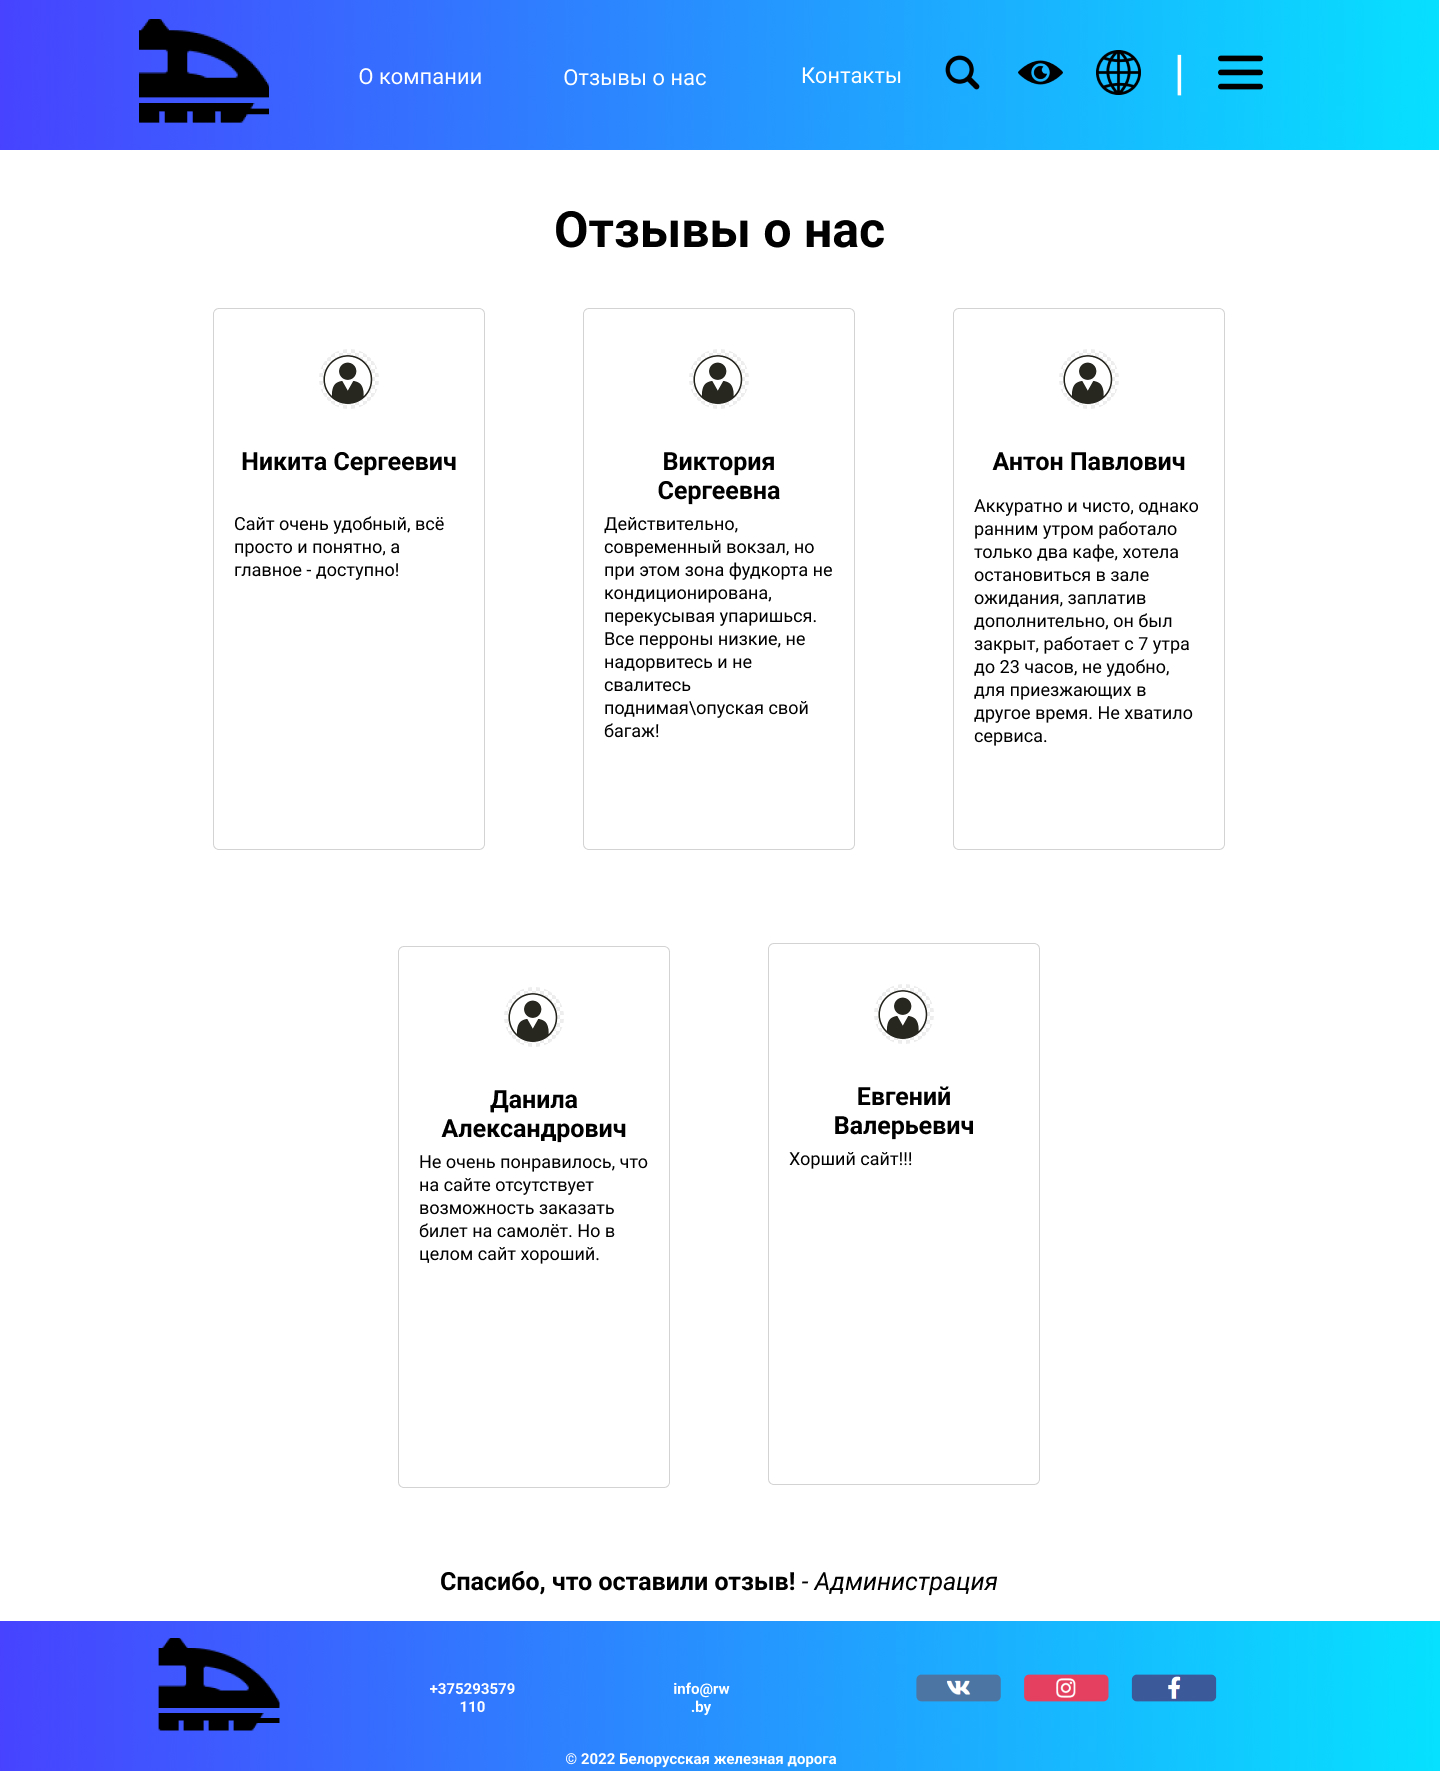 О компании
Отзывы о нас
Контакты
|
Отзывы о нас
Никита Сергеевич
Сайт очень удобный, всё
просто и понятно, а
главное - доступно!
Виктория
Сергеевна
Действительно,
современный вокзал, но
при этом зона фудкорта не
кондиционирована,
перекусывая упаришься.
Все перроны низкие, не
надорвитесь и не
свалитесь
поднимая\опуская свой
багаж!
Антон Павлович
Аккуратно и чисто, однако
ранним утром работало
только два кафе, хотела
остановиться в зале
ожидания, заплатив
дополнительно, он был
закрыт, работает с 7 утра
до 23 часов, не удобно,
для приезжающих в
другое время. Не хватило
сервиса.
Данила
Александрович
Не очень понравилось, что
на сайте отсутствует
возможность заказать
билет на самолёт. Но в
целом сайт хороший.
Евгений
Валерьевич
Хорший сайт!!!
Спасибо, что оставили отзыв! - Администрация
+375293579
110
info@rw
.by
© 2022 Белорусская железная дорога